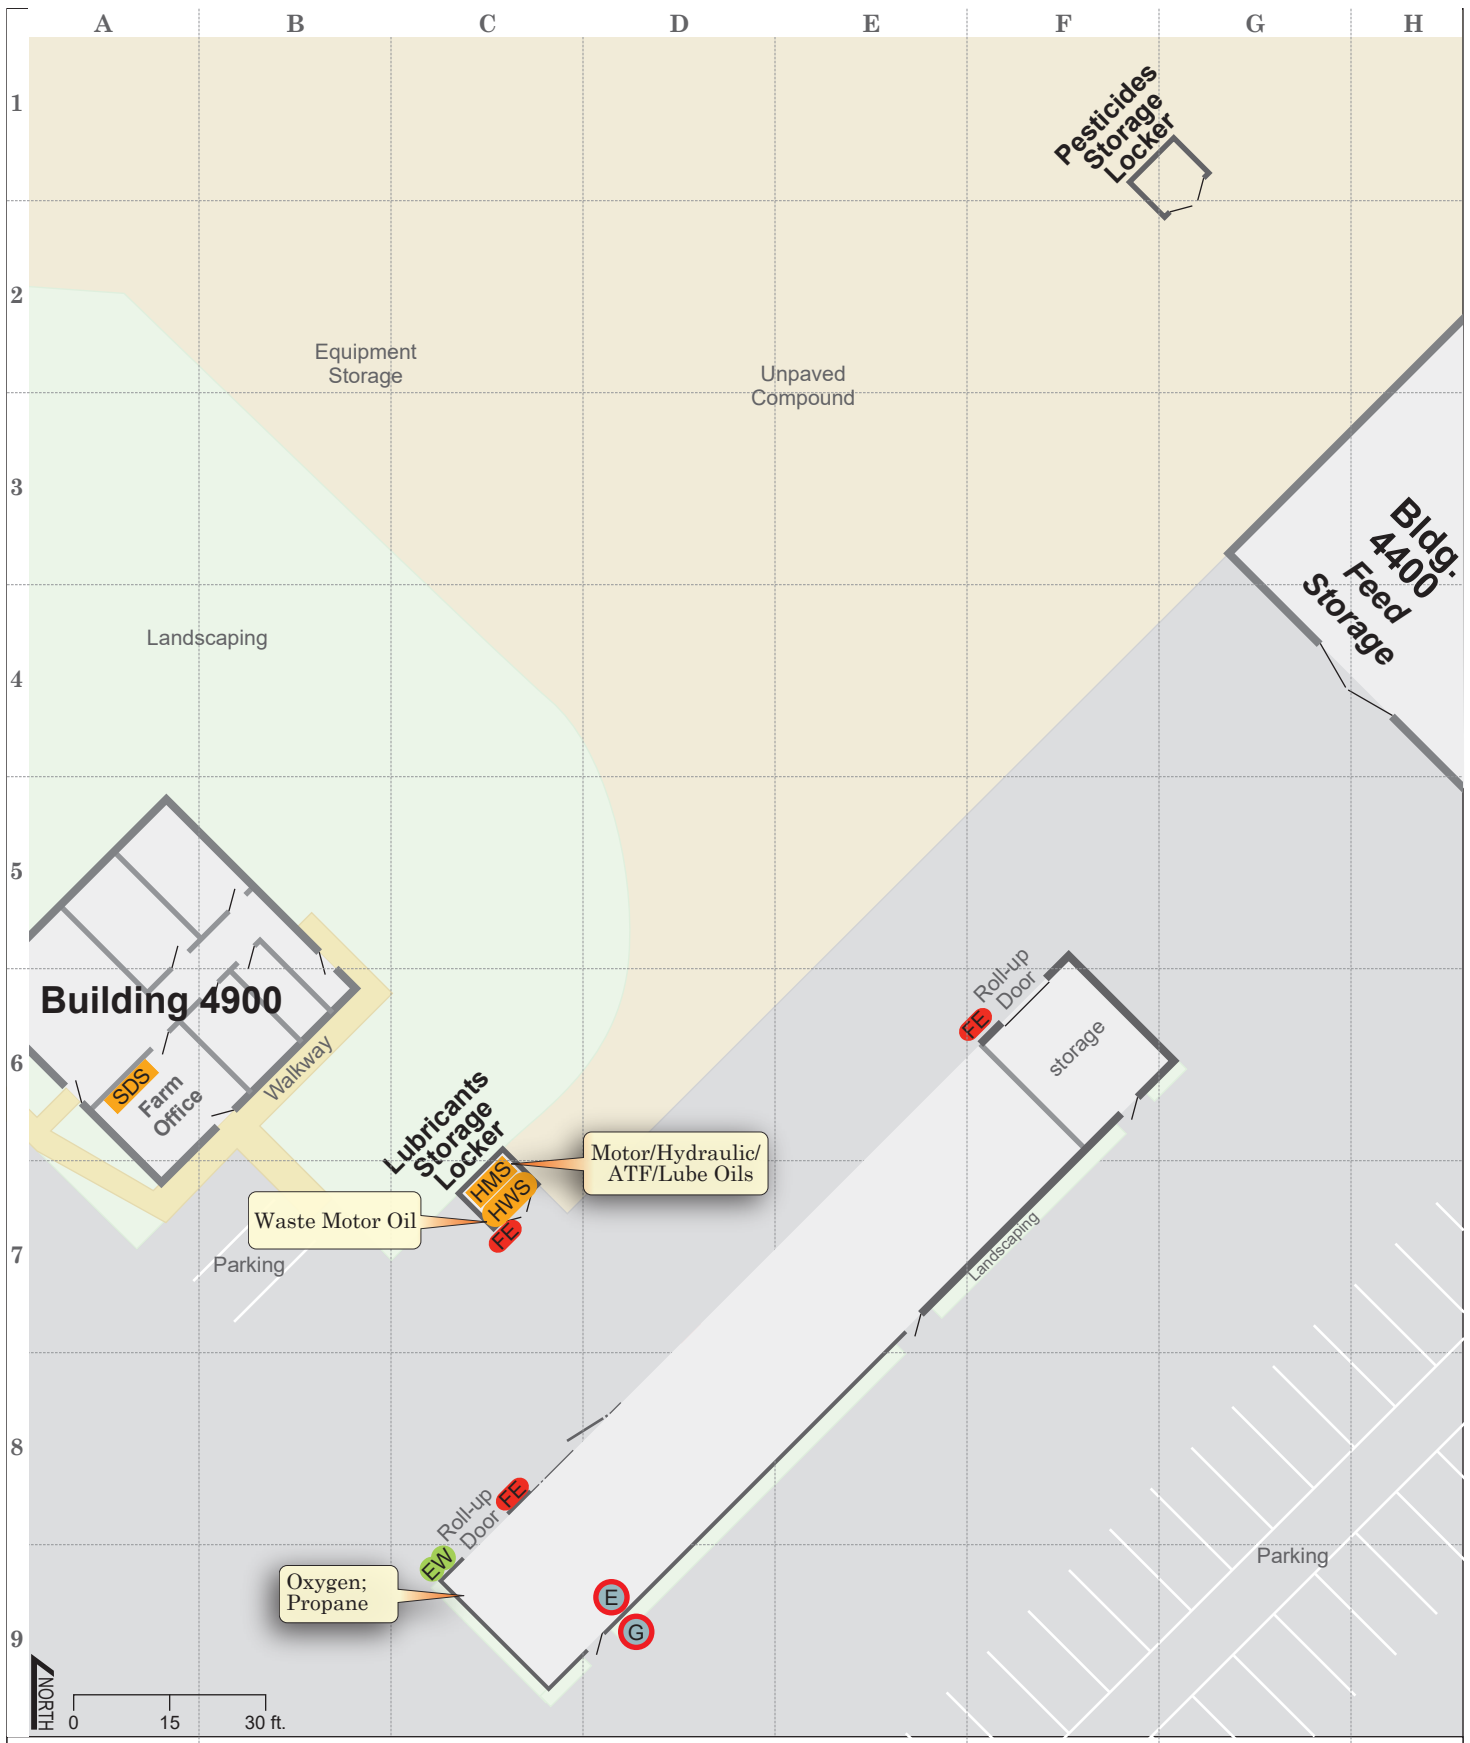 A B C D E F G H
1
Pesticides
Storage
Locker
2
Equipment
Storage
Unpaved
Compound
3
Bldg.
4400
Feed
Storage
Landscaping
4
5
Roll-up
Door
FE
storage
Building 4900
SDS
Farm
Office
Walkway
6
Lubricants
Storage
Locker
HMS
HWS
FE
Motor/Hydraulic/
ATF/Lube Oils
Waste Motor Oil
Parking
Landscaping
7
8
Roll-up
Door
FE
EW
Oxygen;
Propane
E
G
Parking
9
NORTH
0 15 30 ft.